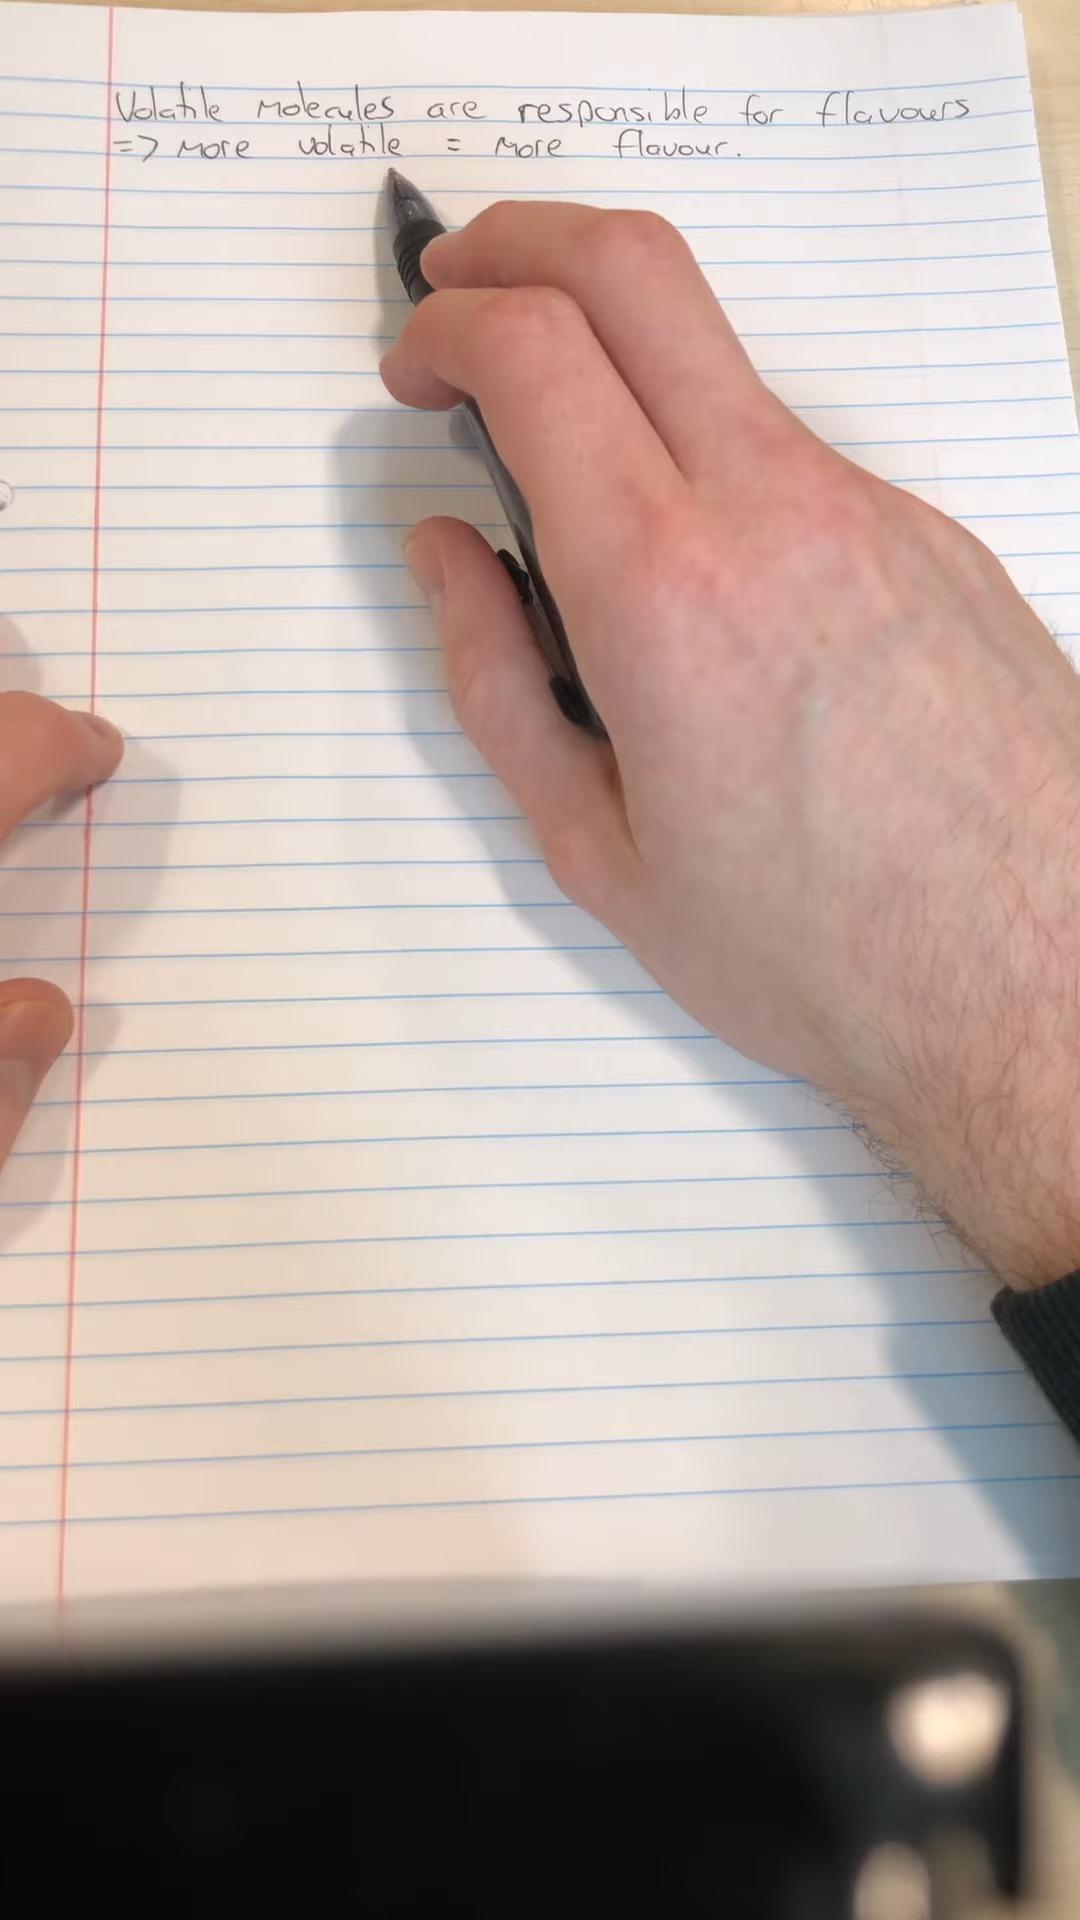 Volatile molecules are responsible for flavours
=> More volatile = more flavour.